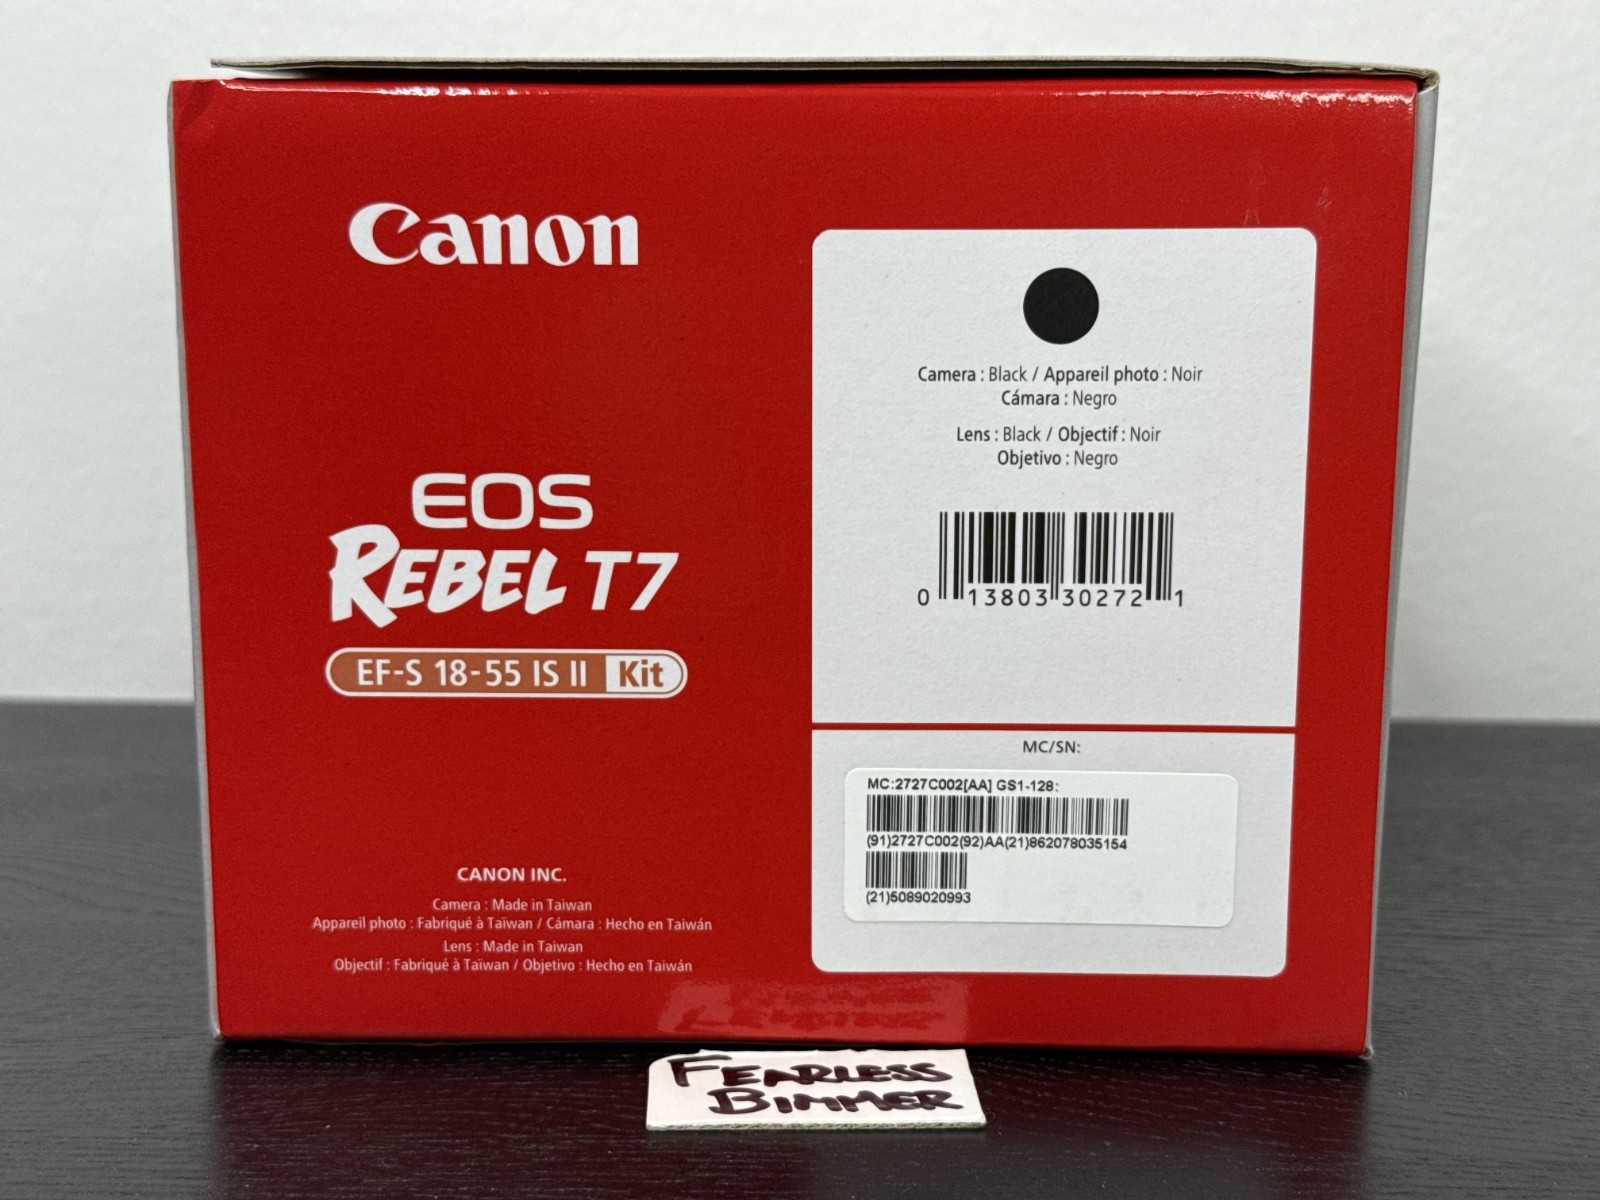 Canon
EOS
REBEL T7
EF-S 18-55 IS II Kit
CANON INC.
Camera : Made in Taiwan
Appareil photo : Fabriqué à Taïwan / Cámara : Hecho en Taiwán
Lens : Made in Taiwan
Objectif : Fabriqué à Taïwan / Objetivo : Hecho en Taiwán
Camera : Black / Appareil photo : Noir
Cámara : Negro
Lens : Black / Objectif : Noir
Objetivo : Negro
0 13803 30272 1
MC/SN:
MC:2727C002[AA] GS1-128:
(91)2727C002(92)AA(21)862078035154
(21)5089020993
FEARLESS
BIMMER